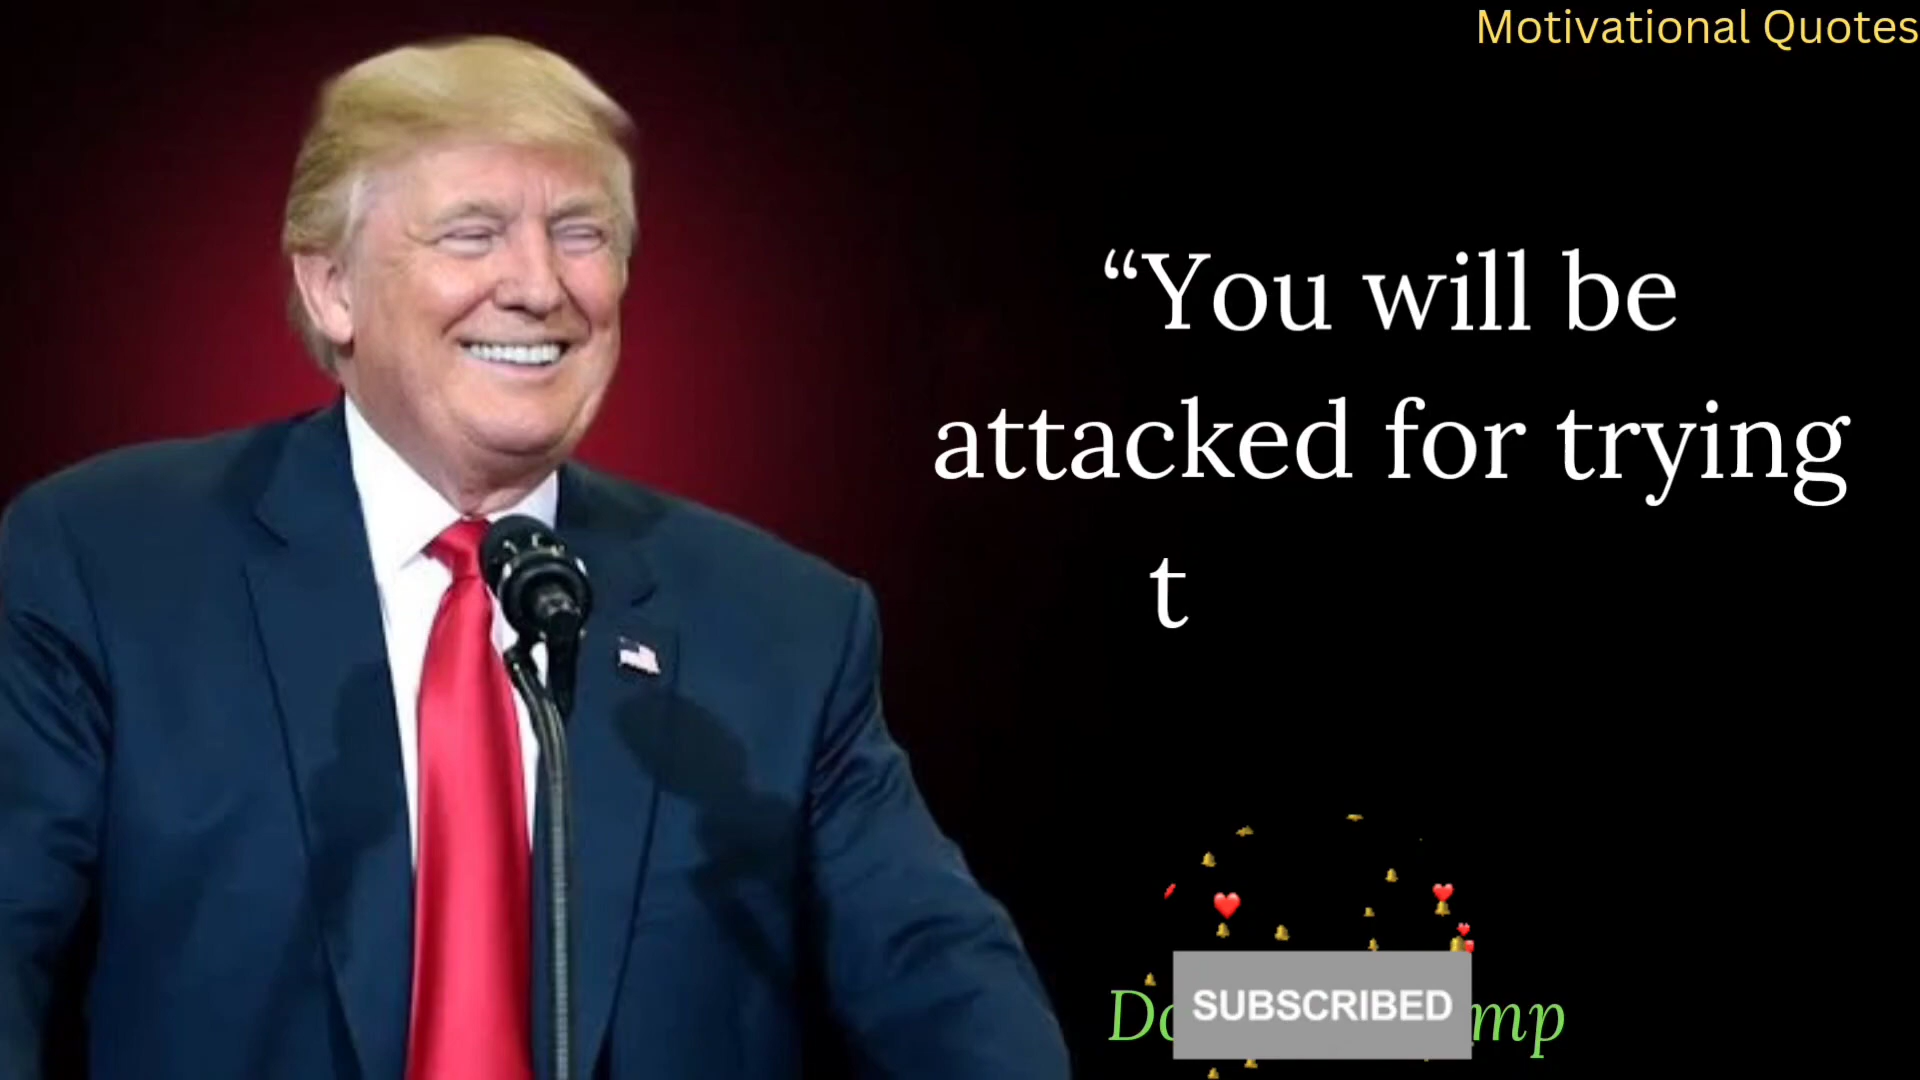 Motivational Quotes
“You will be
attacked for trying
t
SUBSCRIBED